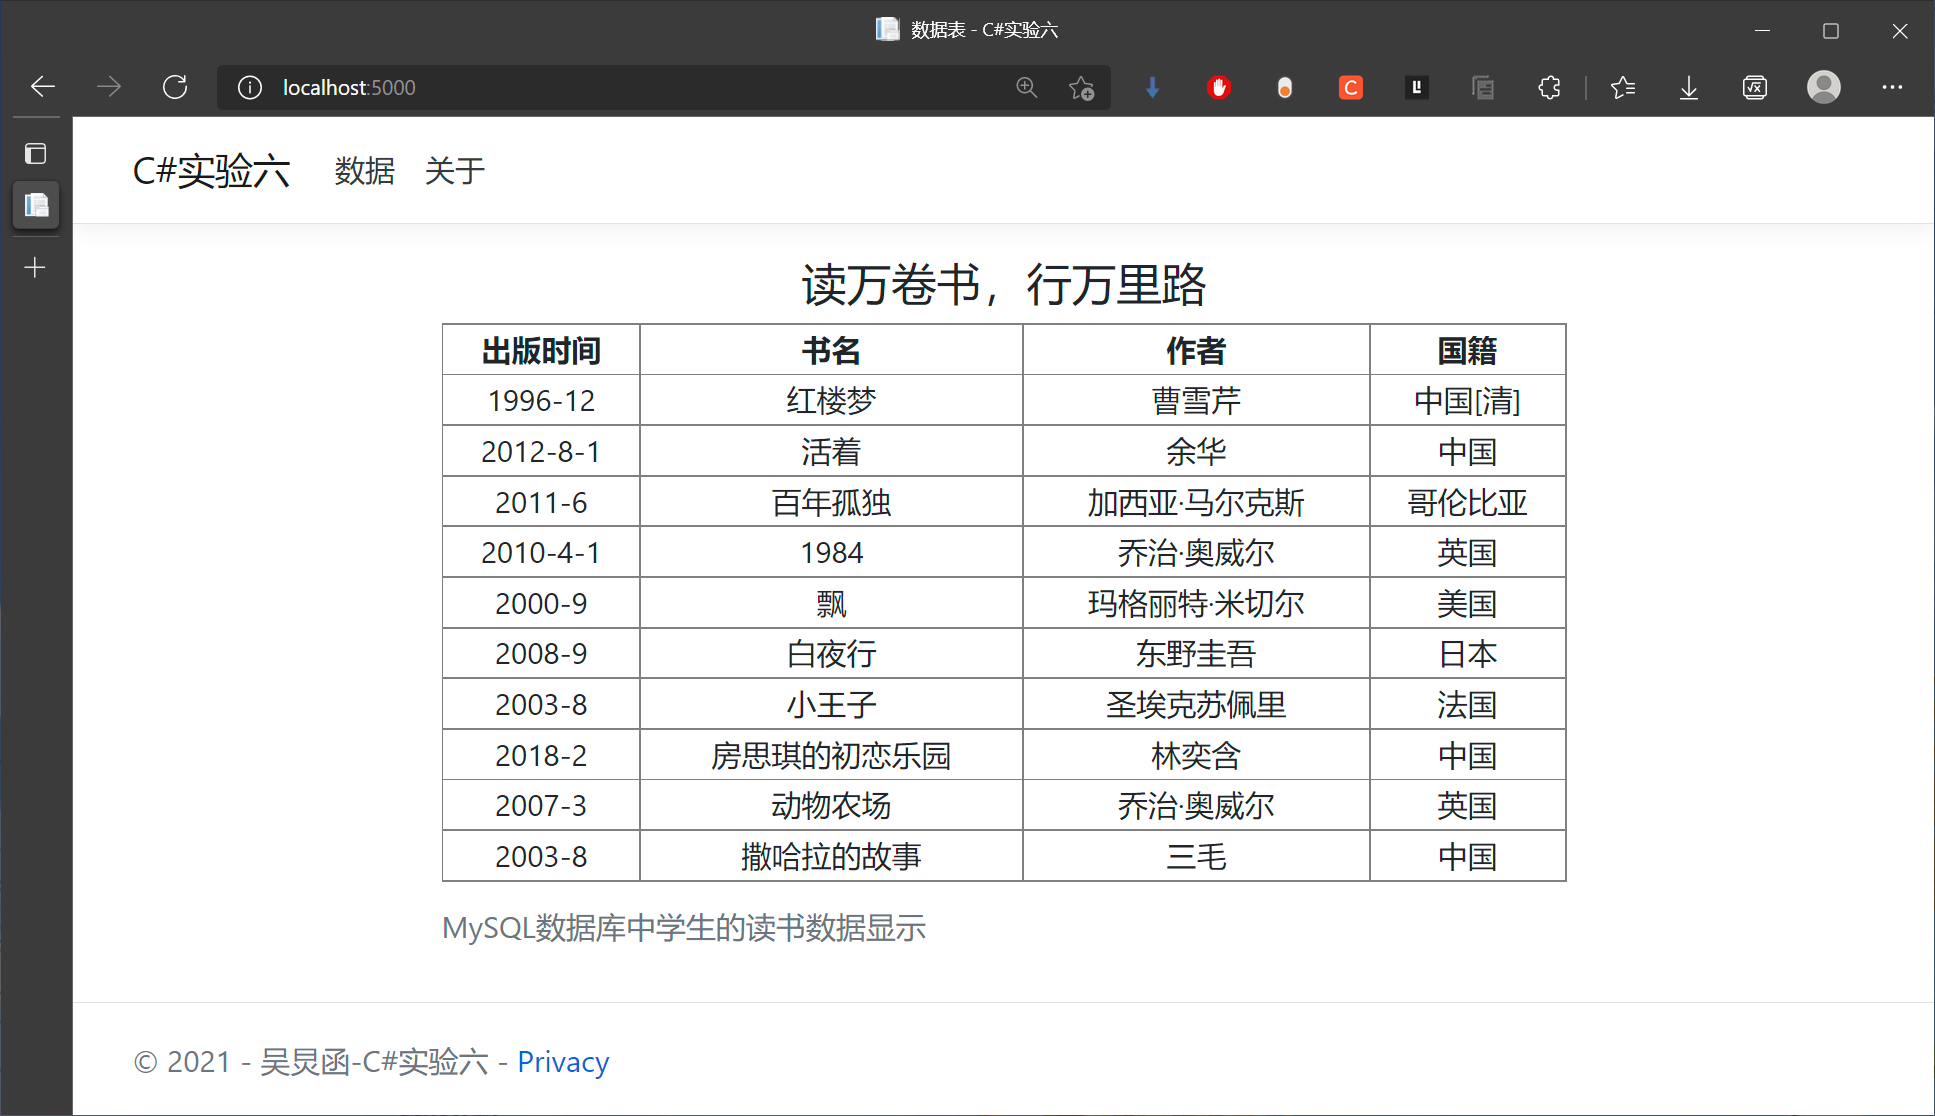 数据表 - C#实验六
localhost:5000
C#实验六 数据 关于
读万卷书，行万里路
出版时间 书名 作者 国籍
1996-12 红楼梦 曹雪芹 中国[清]
2012-8-1 活着 余华 中国
2011-6 百年孤独 加西亚·马尔克斯 哥伦比亚
2010-4-1 1984 乔治·奥威尔 英国
2000-9 飘 玛格丽特·米切尔 美国
2008-9 白夜行 东野圭吾 日本
2003-8 小王子 圣埃克苏佩里 法国
2018-2 房思琪的初恋乐园 林奕含 中国
2007-3 动物农场 乔治·奥威尔 英国
2003-8 撒哈拉的故事 三毛 中国
MySQL数据库中学生的读书数据显示
© 2021 - 吴炅函-C#实验六 - Privacy